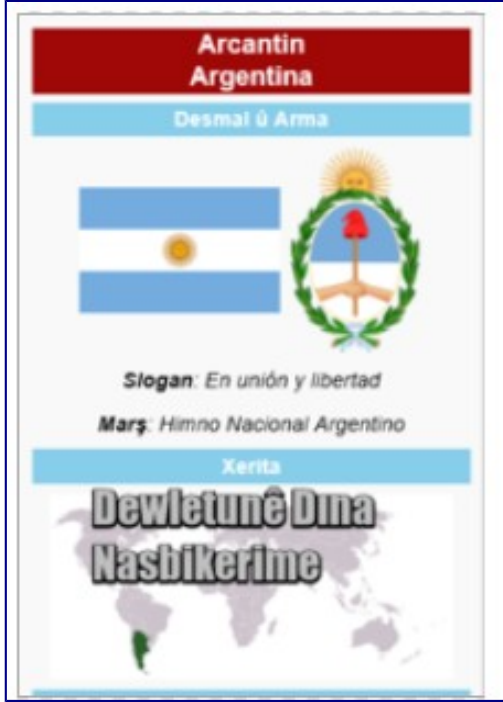 Arcantin
Argentina
Desmal û Arma
Slogan: En unión y libertad
Marş: Himno Nacional Argentino
Xerita
Dewletunê Dına
Nasbikerime